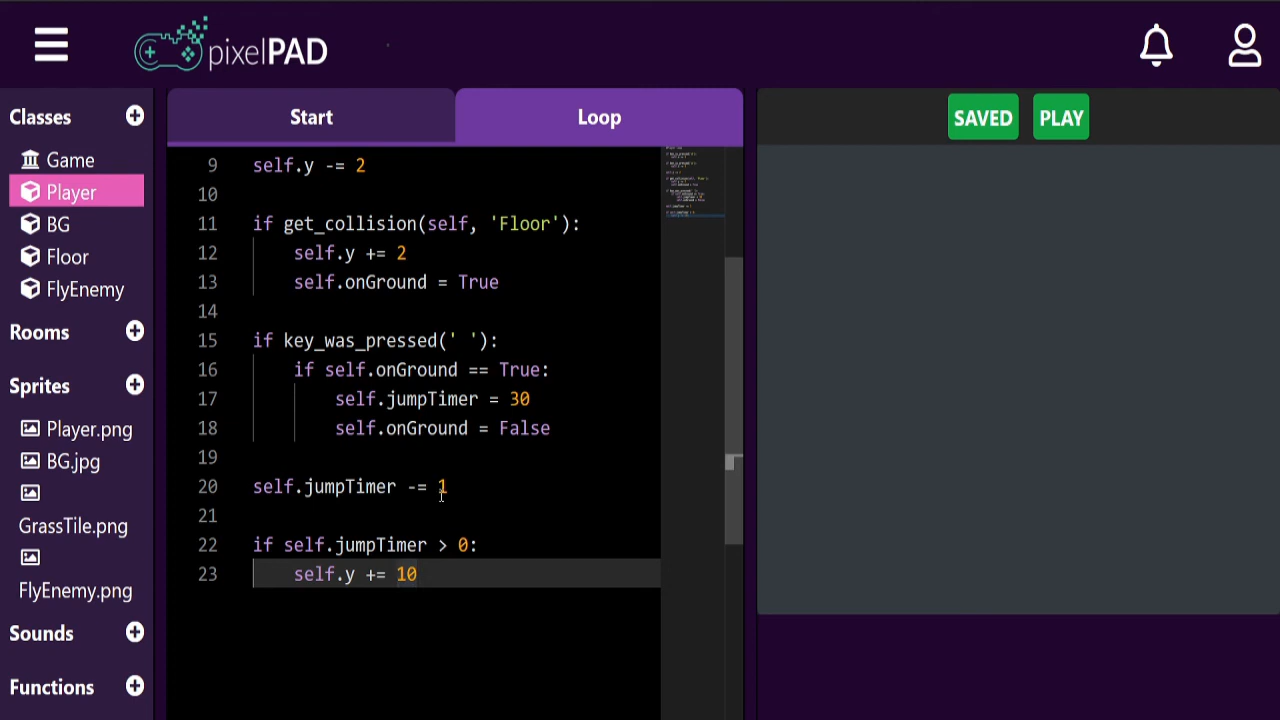 pixelPAD
Classes
Game
Player
BG
Floor
FlyEnemy
Rooms
Sprites
Player.png
BG.jpg
GrassTile.png
FlyEnemy.png
Sounds
Functions
Start
Loop
9 self.y -= 2
10
11 if get_collision(self, 'Floor'):
12 self.y += 2
13 self.onGround = True
14
15 if key_was_pressed(' '):
16 if self.onGround == True:
17 self.jumpTimer = 30
18 self.onGround = False
19
20 self.jumpTimer -= 1
21
22 if self.jumpTimer > 0:
23 self.y += 10
SAVED
PLAY